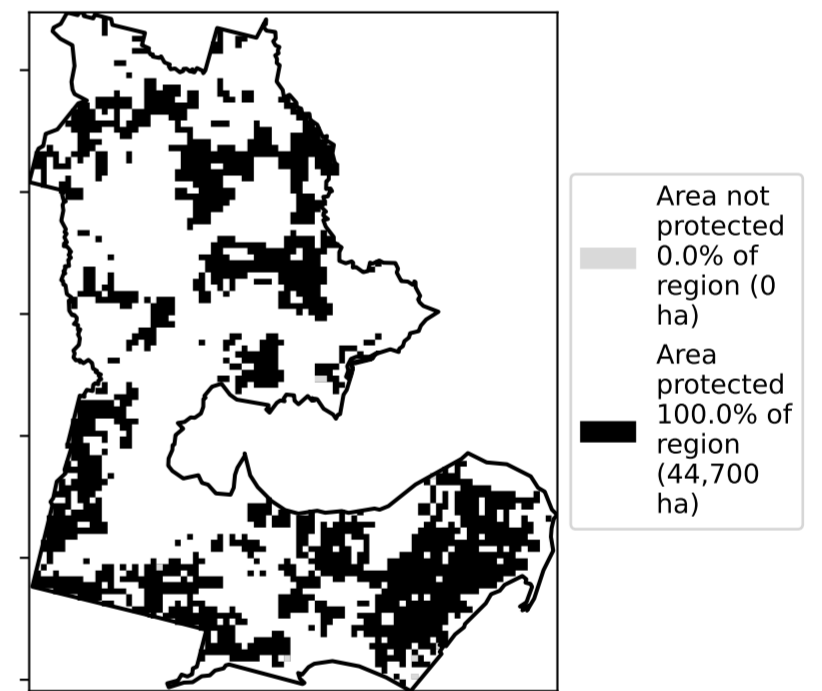 Area not
protected
0.0% of
region (0
ha)
Area
protected
100.0% of
region
(44,700
ha)